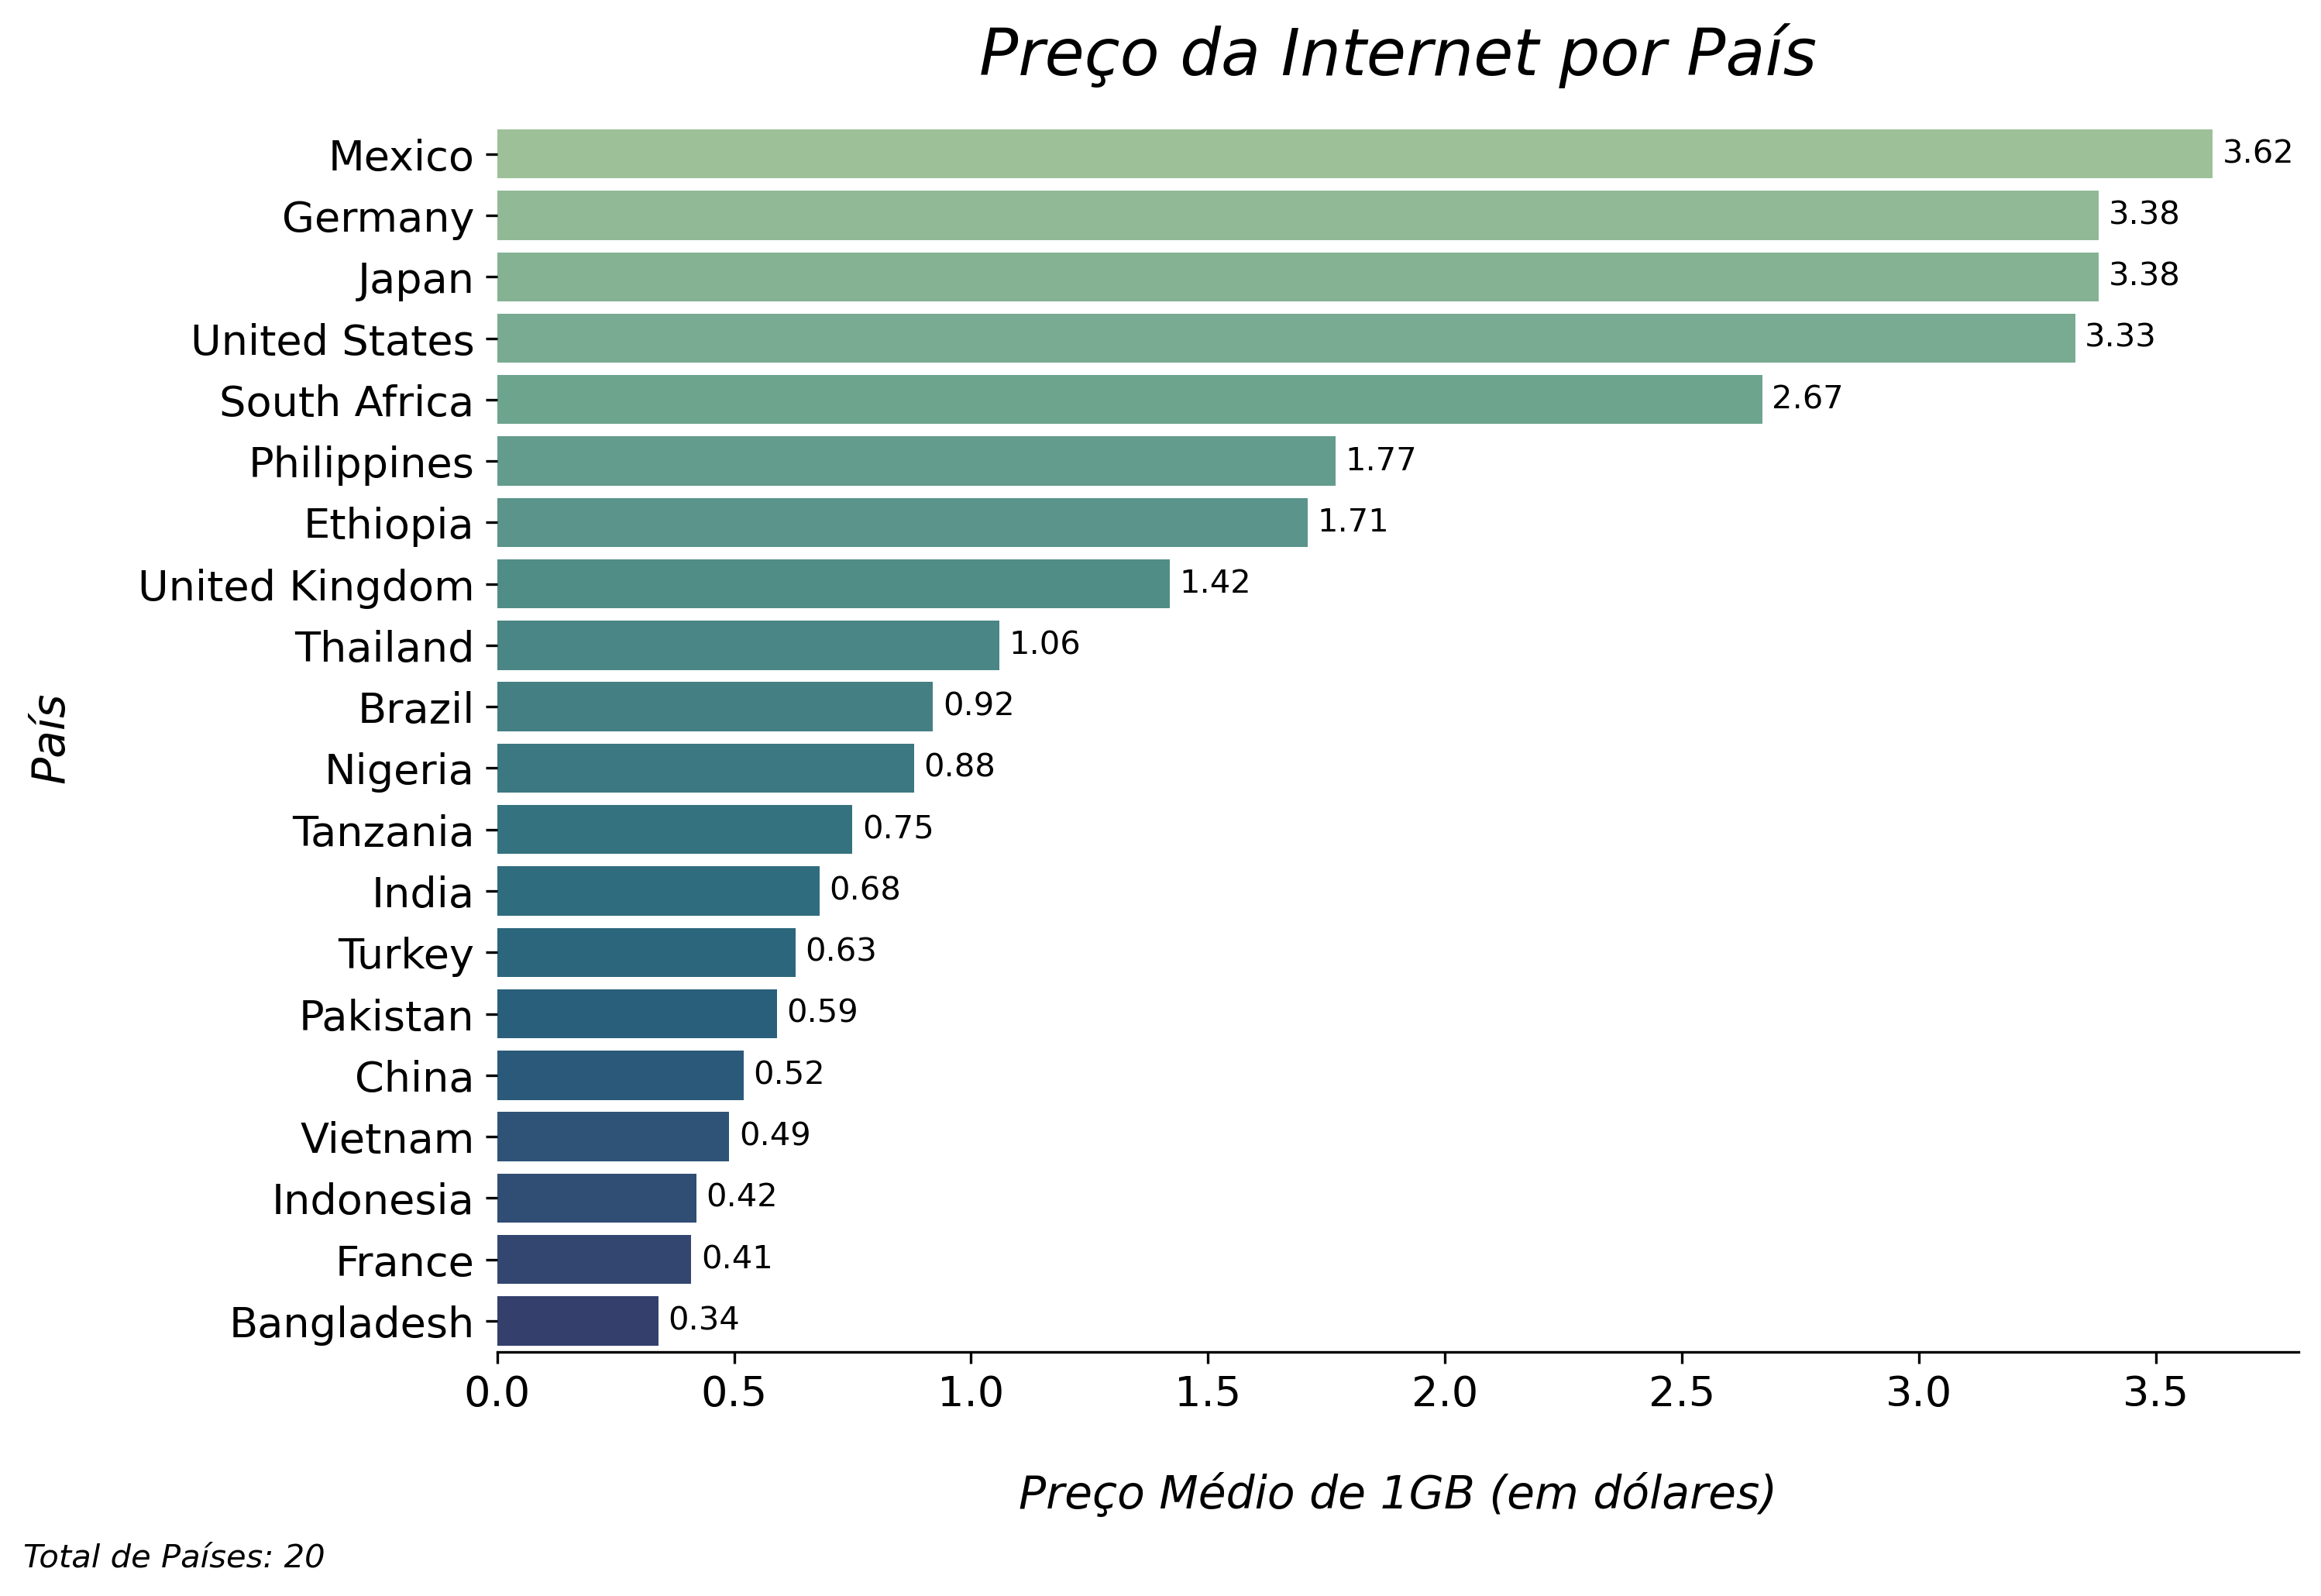 Preço da Internet por País
Mexico 3.62
Germany 3.38
Japan 3.38
United States 3.33
South Africa 2.67
Philippines 1.77
Ethiopia 1.71
United Kingdom 1.42
Thailand 1.06
Brazil 0.92
Nigeria 0.88
Tanzania 0.75
India 0.68
Turkey 0.63
Pakistan 0.59
China 0.52
Vietnam 0.49
Indonesia 0.42
France 0.41
Bangladesh 0.34
País
0.0 0.5 1.0 1.5 2.0 2.5 3.0 3.5
Preço Médio de 1GB (em dólares)
Total de Países: 20